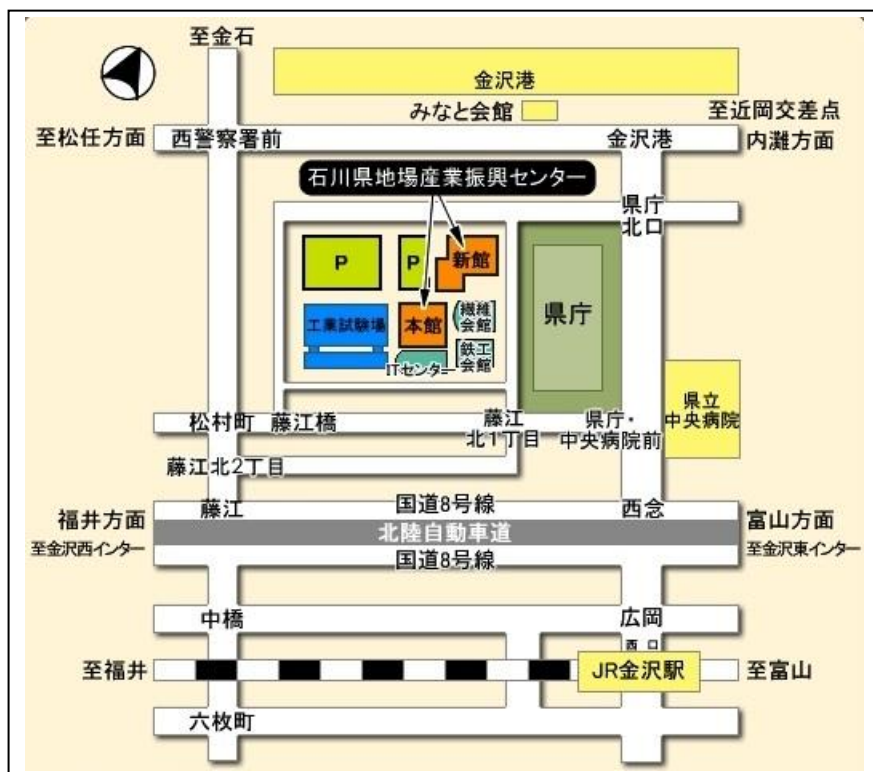 至金石
金沢港
みなと会館
至近岡交差点
至松任方面
西警察署前
金沢港
内灘方面
石川県地場産業振興センター
県庁
北口
P
P
新館
工業試験場
本館
繊維
会館
県庁
ITセンター
鉄工
会館
県立
中央病院
松村町
藤江橋
藤江
北1丁目
県庁・
中央病院前
藤江北2丁目
福井方面
至金沢西インター
藤江
国道8号線
西念
富山方面
至金沢東インター
北陸自動車道
国道8号線
中橋
広岡
西口
至福井
JR金沢駅
至富山
六枚町